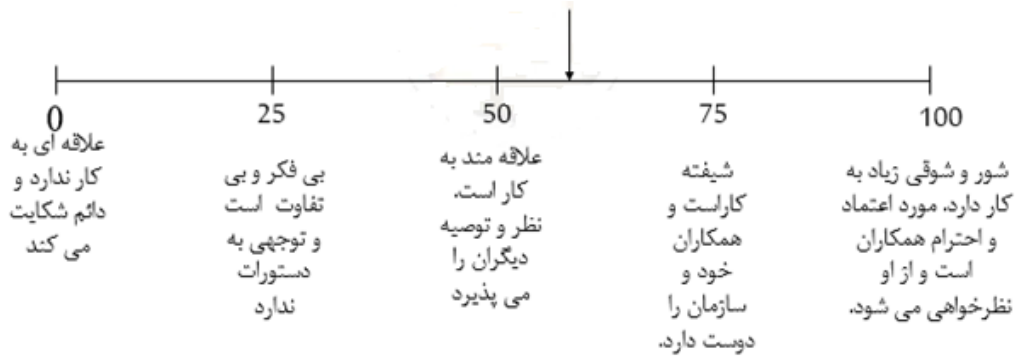 0
25
50
75
100
علاقه ای به
کار ندارد و
دائم شکایت
می کند
بی فکر و بی
تفاوت است
و توجهی به
دستورات
ندارد
علاقه مند به
کار است.
نظر و توصیه
دیگران را
می پذیرد
شیفته
کاراست و
همکاران
خود و
سازمان را
دوست دارد.
شور و شوقی زیاد به
کار دارد. مورد اعتماد
و احترام همکاران
است و از او
نظرخواهی می شود.